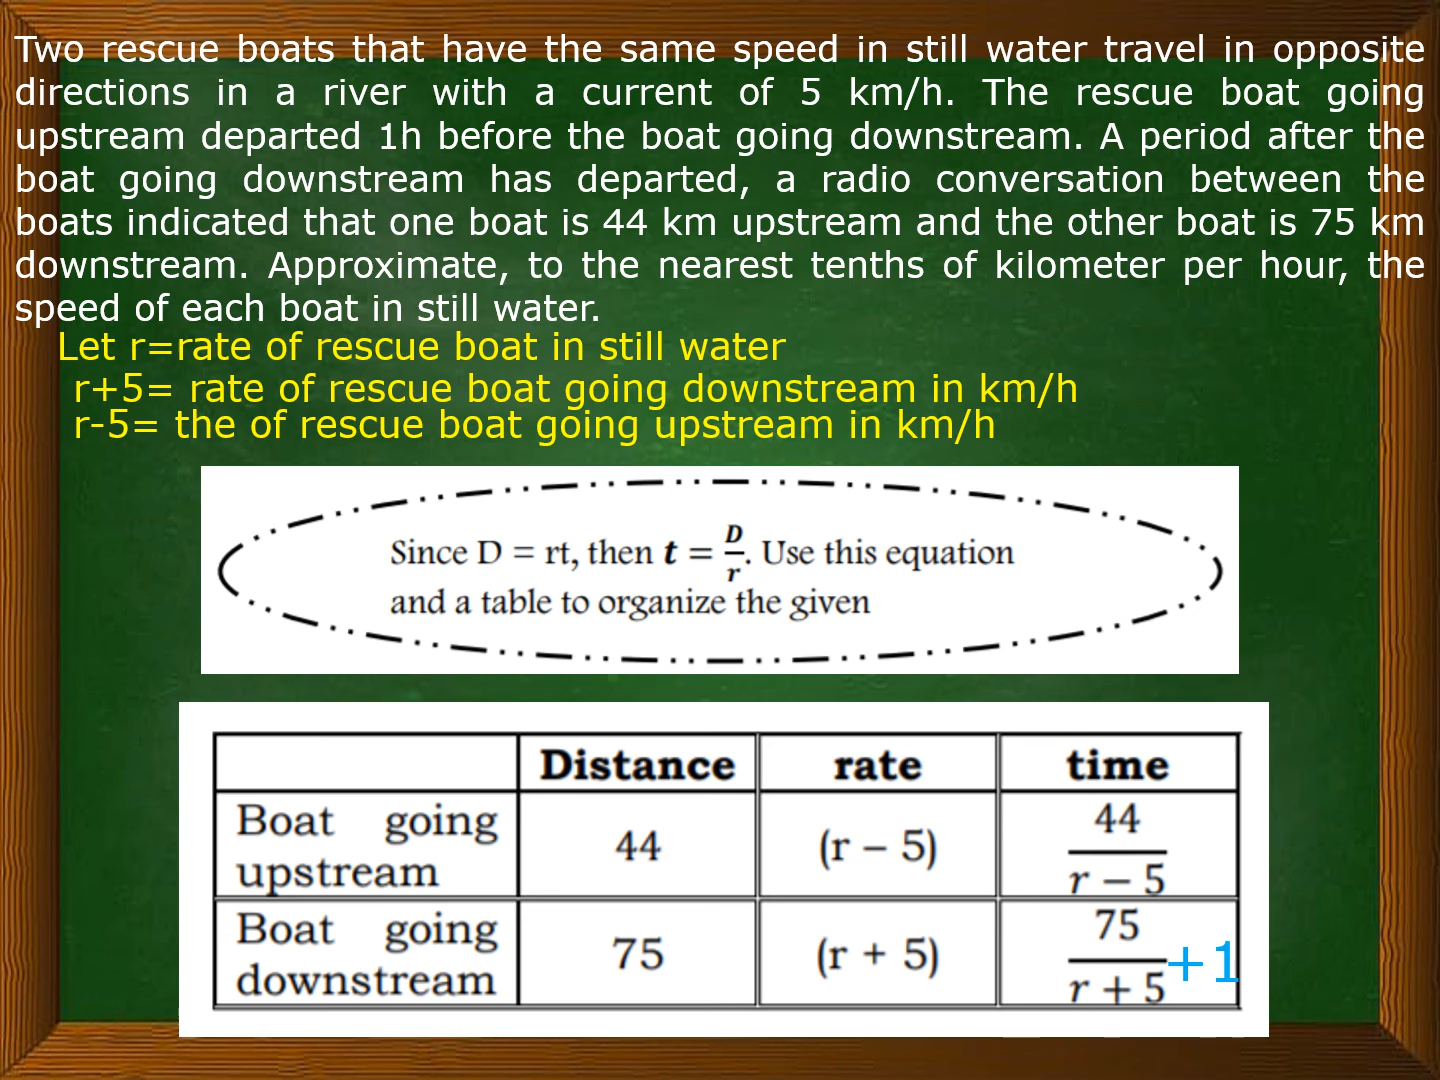 Two rescue boats that have the same speed in still water travel in opposite
directions in a river with a current of 5 km/h. The rescue boat going
upstream departed 1h before the boat going downstream. A period after the
boat going downstream has departed, a radio conversation between the
boats indicated that one boat is 44 km upstream and the other boat is 75 km
downstream. Approximate, to the nearest tenths of kilometer per hour, the
speed of each boat in still water.
Let r=rate of rescue boat in still water
r+5= rate of rescue boat going downstream in km/h
r-5= the of rescue boat going upstream in km/h
Since D = rt, then t = D/r. Use this equation
and a table to organize the given
Distance rate time
Boat going upstream 44 (r – 5) 44/(r – 5)
Boat going downstream 75 (r + 5) 75/(r + 5) +1